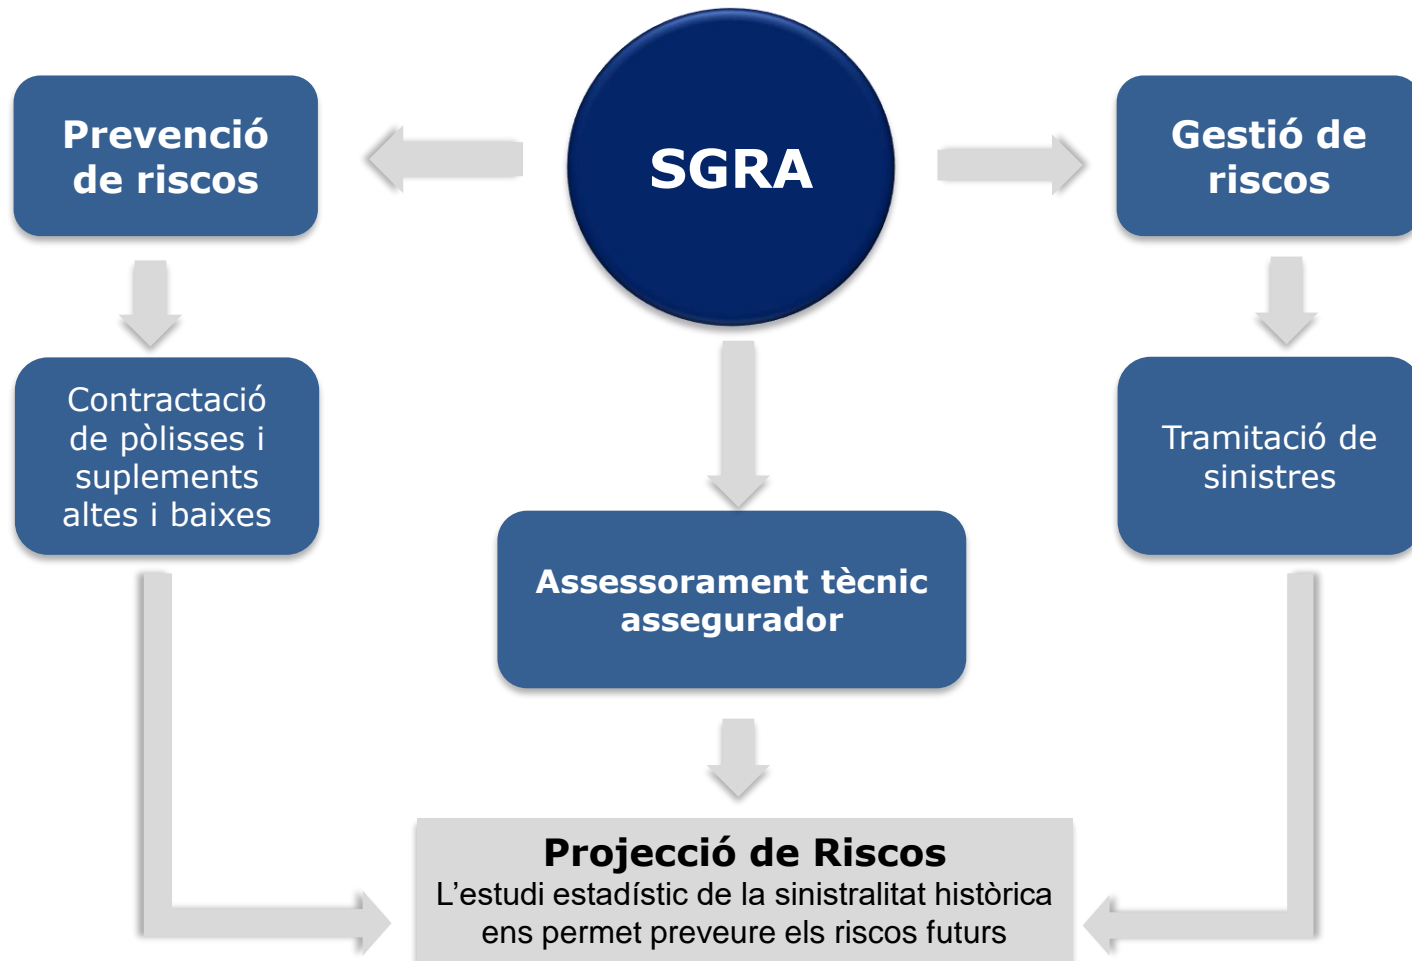 SGRA
Prevenció
de riscos
Gestió de
riscos
Contractació
de pòlisses i
suplements
altes i baixes
Tramitació de
sinistres
Assessorament tècnic
assegurador
Projecció de Riscos
L’estudi estadístic de la sinistralitat històrica
ens permet preveure els riscos futurs